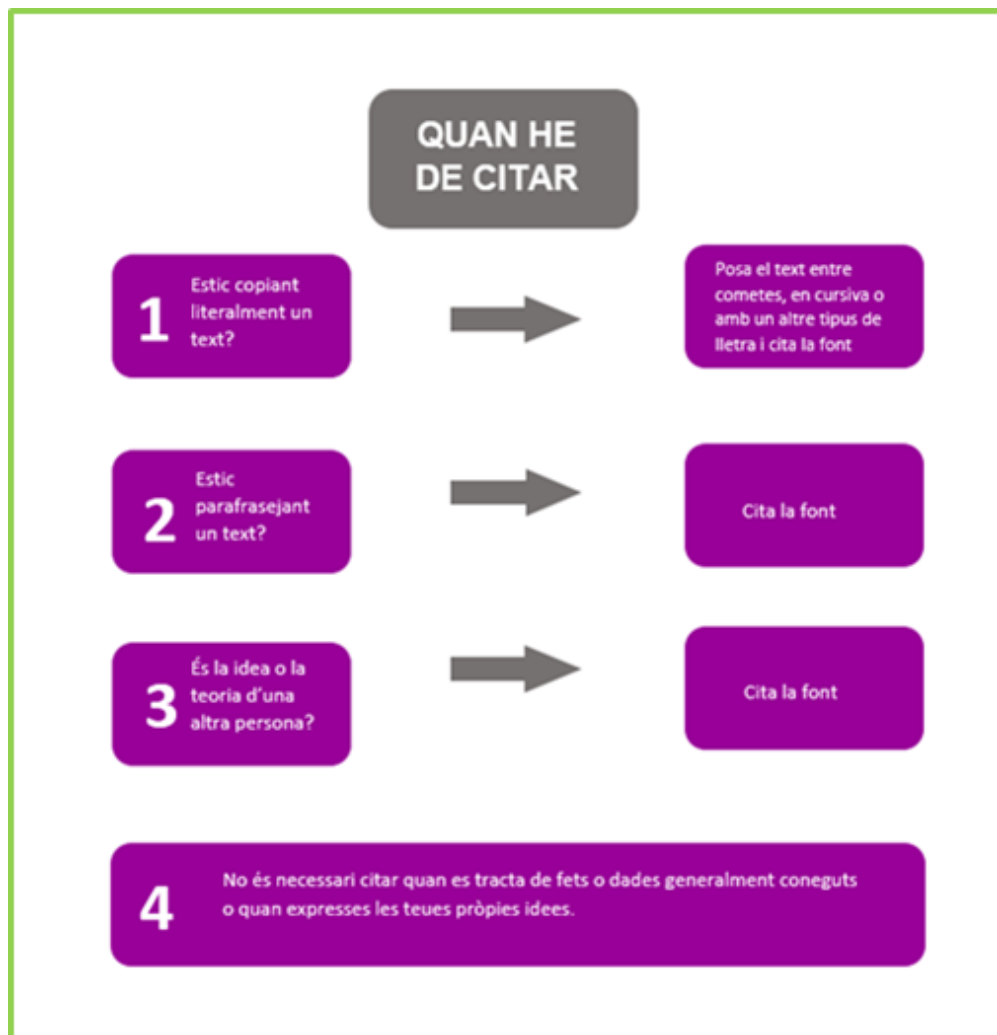 QUAN HE
DE CITAR
1
Estic copiant
literalment un
text?
Posa el text entre
cometes, en cursiva o
amb un altre tipus de
lletra i cita la font
2
Estic
parafrasejant
un text?
Cita la font
3
És la idea o la
teoria d'una
altra persona?
Cita la font
4
No és necessari citar quan es tracta de fets o dades generalment coneguts
o quan expresses les teues pròpies idees.